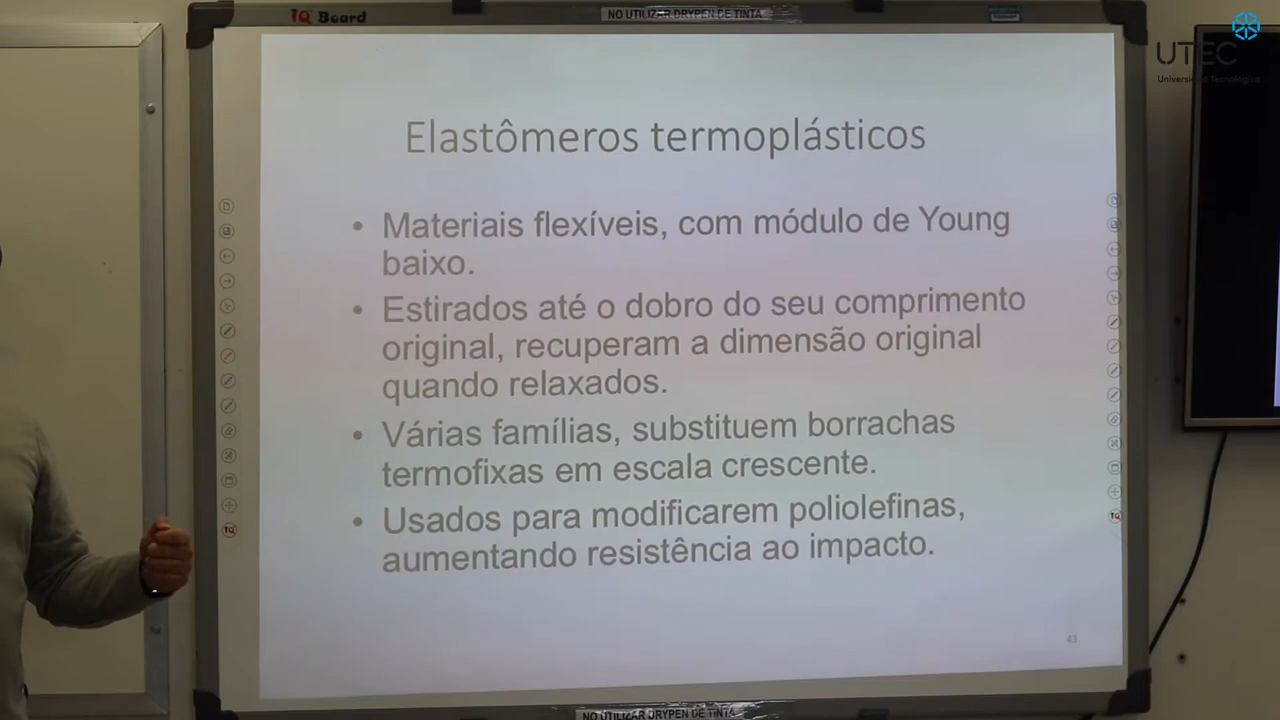 iQ Board
NO UTILIZAR DRYPEN DE TINTA
UTEC
Universidad Tecnológica
Elastômeros termoplásticos
• Materiais flexíveis, com módulo de Young
baixo.
• Estirados até o dobro do seu comprimento
original, recuperam a dimensão original
quando relaxados.
• Várias famílias, substituem borrachas
termofixas em escala crescente.
• Usados para modificarem poliolefinas,
aumentando resistência ao impacto.
43
NO UTILIZAR DRYPEN DE TINTA